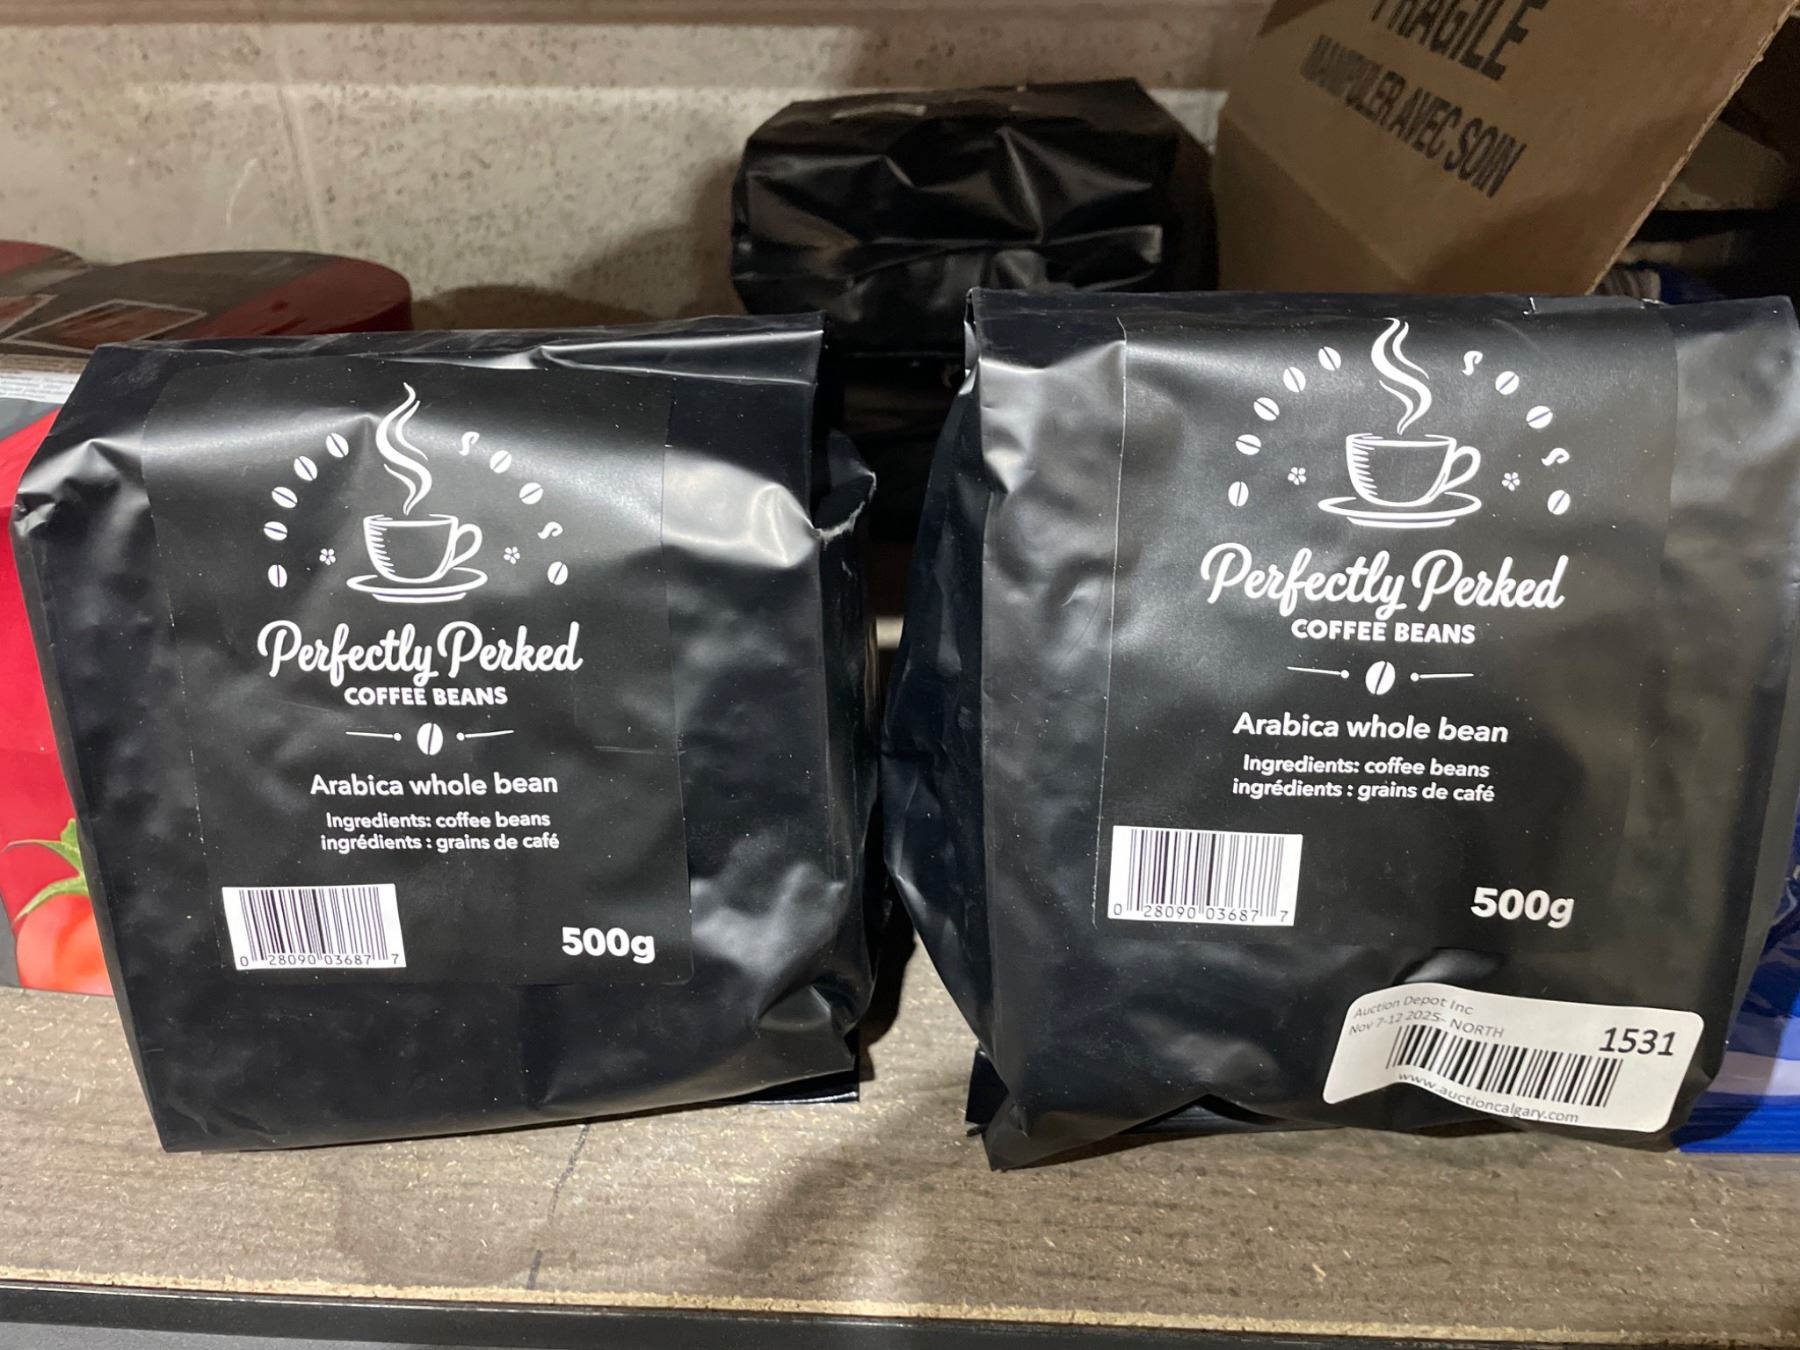 FRAGILE
MANIPULER AVEC SOIN
Perfectly Perked
COFFEE BEANS
Arabica whole bean
Ingredients: coffee beans
ingrédients : grains de café
0 28090 03687 7
500g
Perfectly Perked
COFFEE BEANS
Arabica whole bean
Ingredients: coffee beans
ingrédients : grains de café
0 28090 03687 7
500g
Auction Depot Inc
Nov 7-12 2025- NORTH
1531
www.auctioncalgary.com